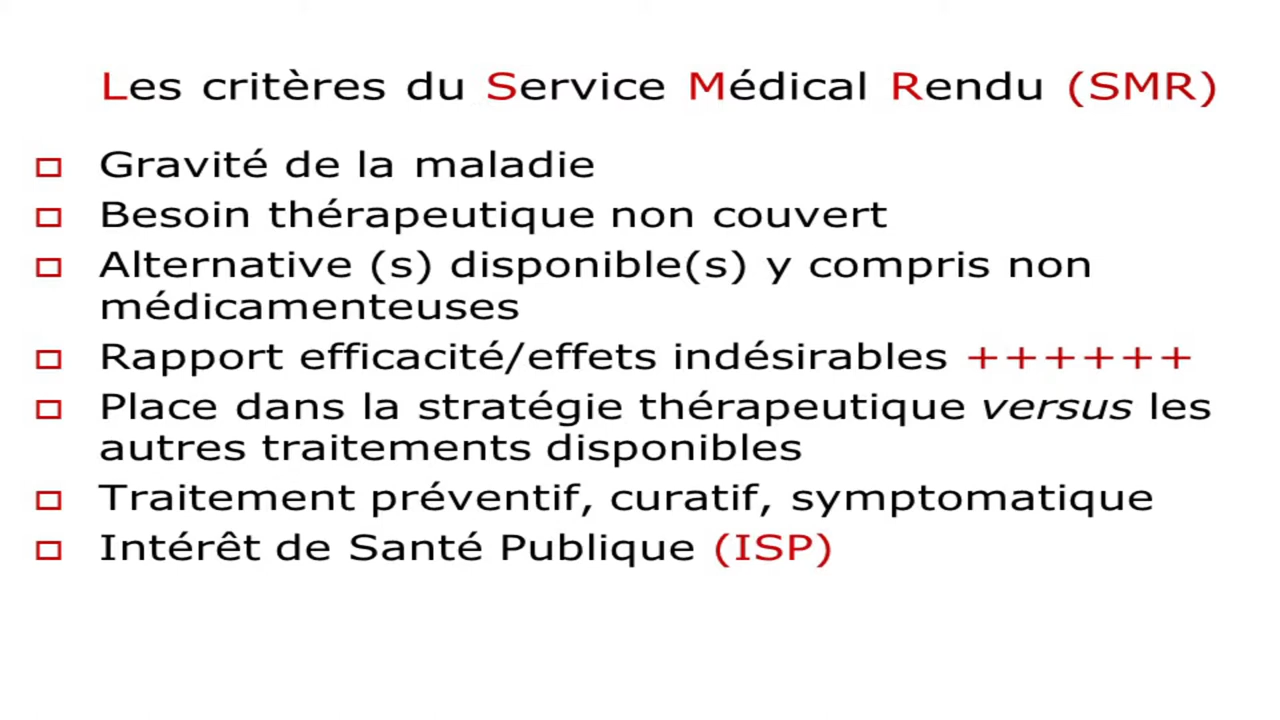 Les critères du Service Médical Rendu (SMR)
Gravité de la maladie
Besoin thérapeutique non couvert
Alternative (s) disponible(s) y compris non
médicamenteuses
Rapport efficacité/effets indésirables ++++++
Place dans la stratégie thérapeutique versus les
autres traitements disponibles
Traitement préventif, curatif, symptomatique
Intérêt de Santé Publique (ISP)